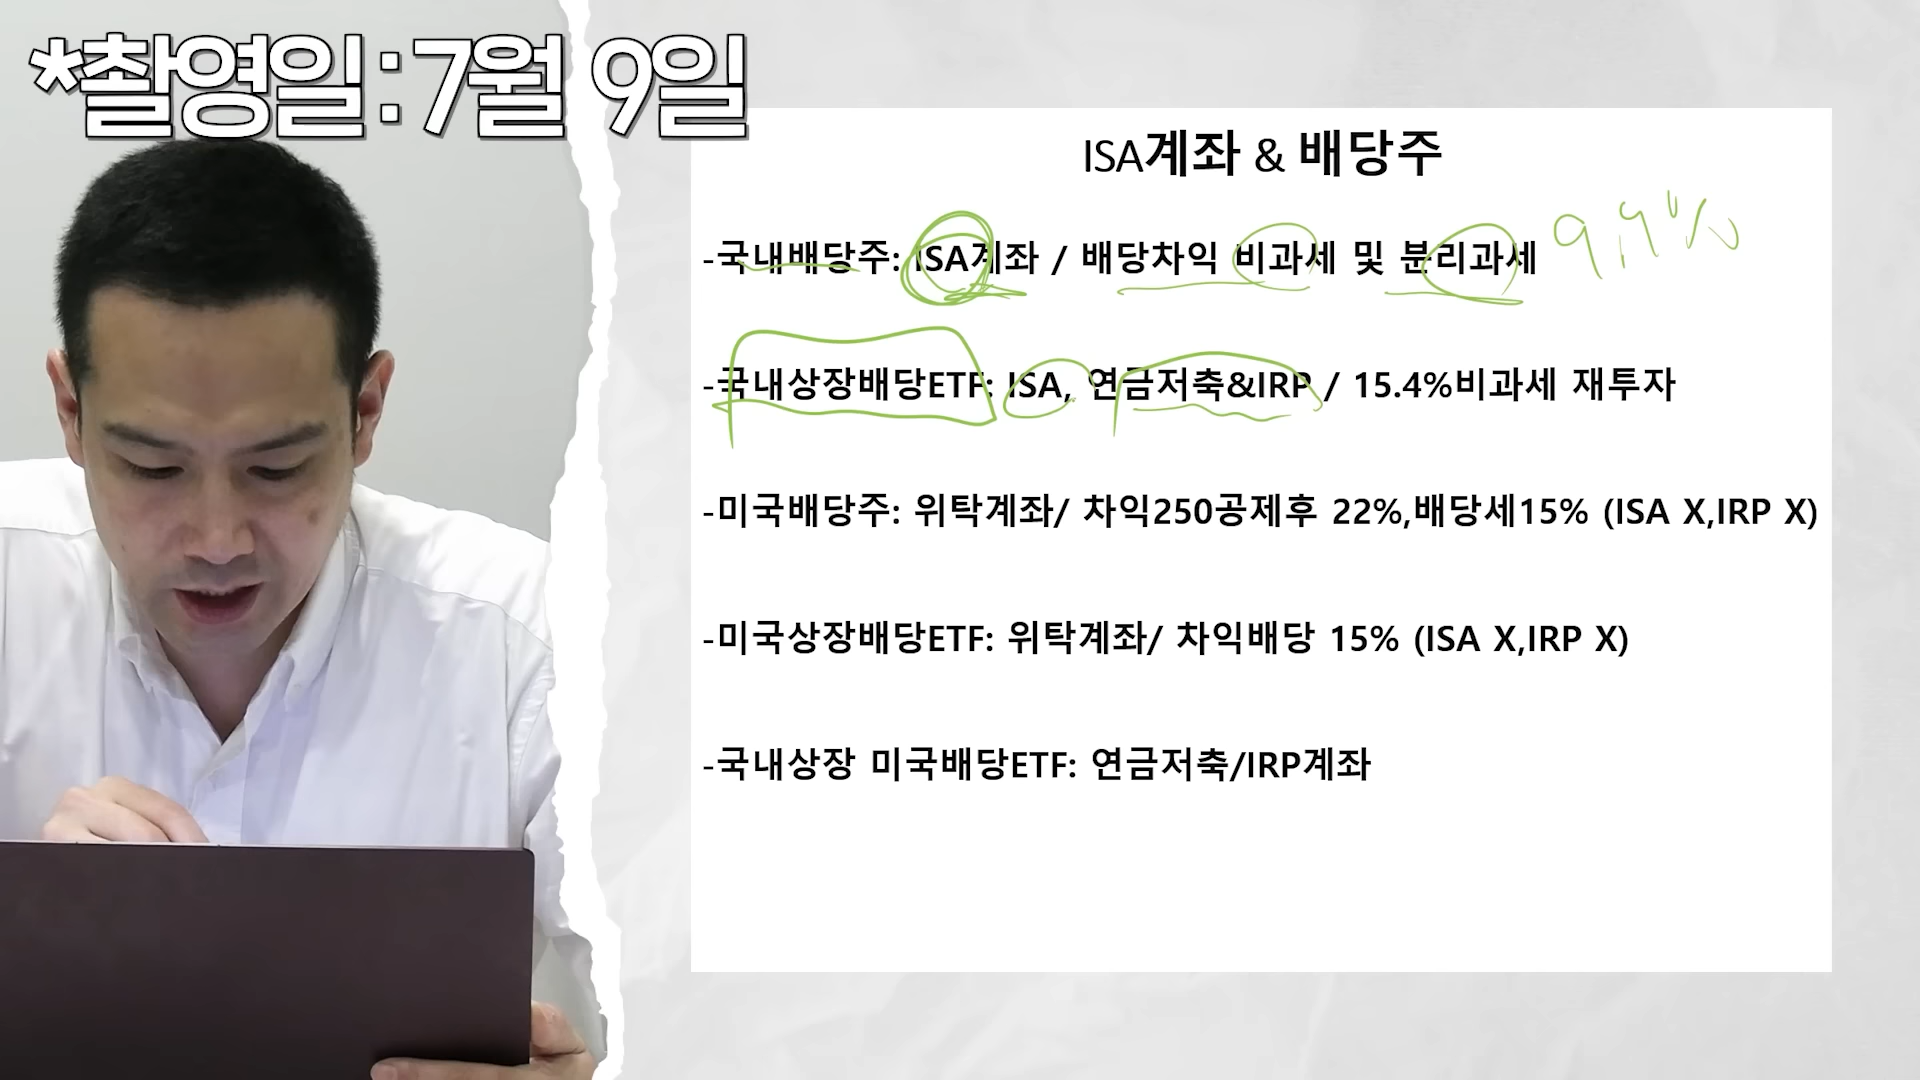 *촬영일:7월 9일
ISA계좌 & 배당주
-국내배당주: ISA계좌 / 배당차익 비과세 및 분리과세 9.9%
-국내상장배당ETF: ISA, 연금저축&IRP / 15.4%비과세 재투자
-미국배당주: 위탁계좌/ 차익250공제후 22%,배당세15% (ISA X,IRP X)
-미국상장배당ETF: 위탁계좌/ 차익배당 15% (ISA X,IRP X)
-국내상장 미국배당ETF: 연금저축/IRP계좌